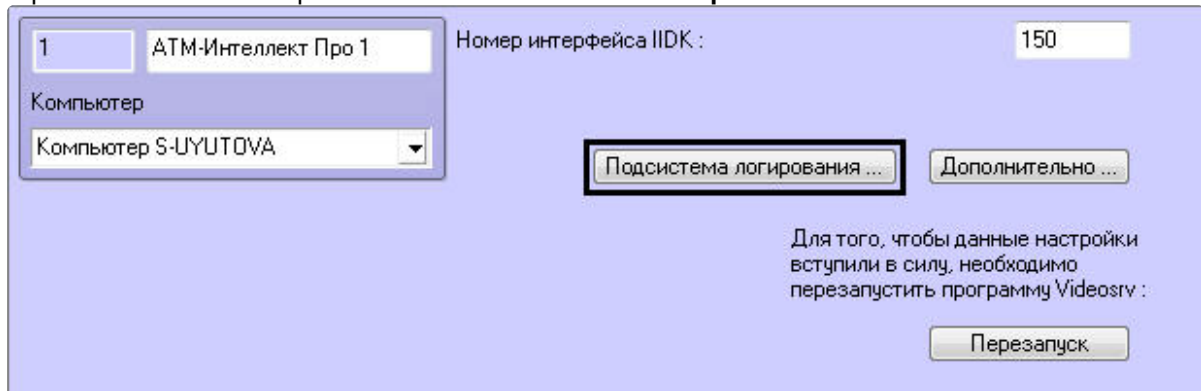 1
АТМ-Интеллект Про 1
Номер интерфейса IIDK :
150
Компьютер
Компьютер S-UYUTOVA
Подсистема логирования ...
Дополнительно ...
Для того, чтобы данные настройки
вступили в силу, необходимо
перезапустить программу Videosrv :
Перезапуск